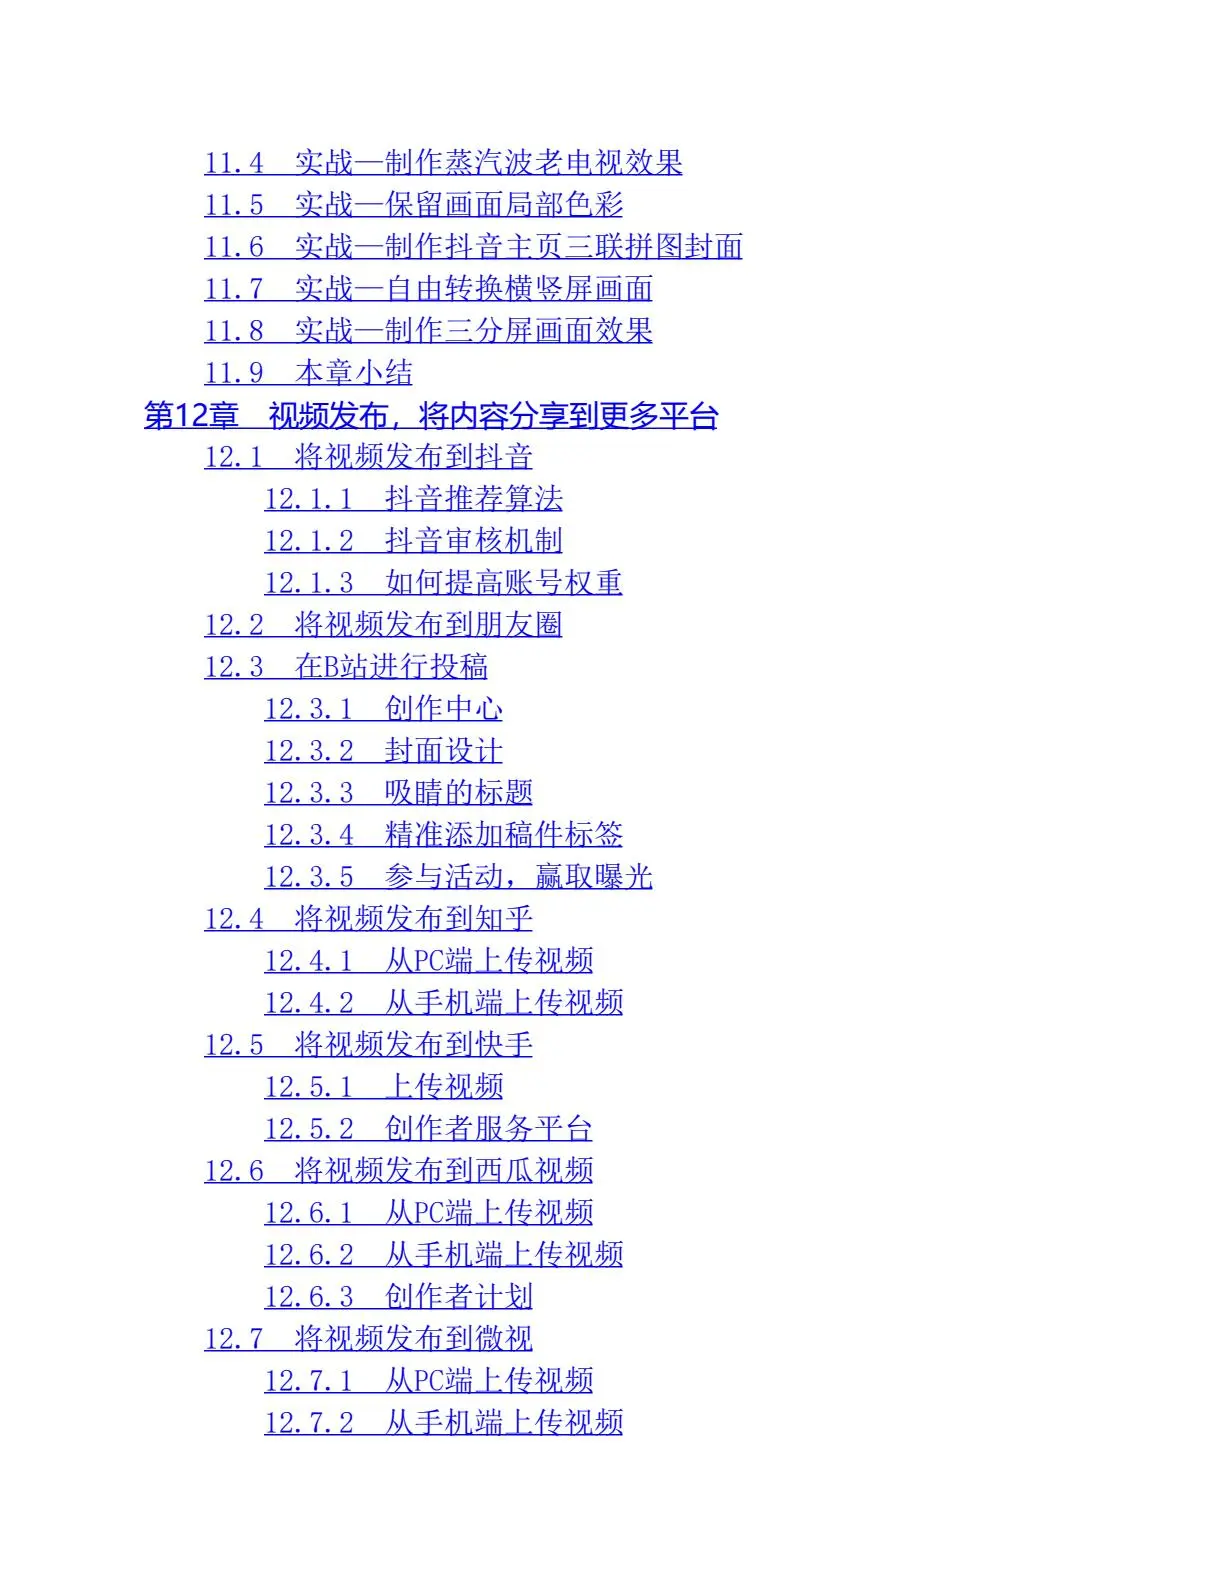 11.4　实战—制作蒸汽波老电视效果
11.5　实战—保留画面局部色彩
11.6　实战—制作抖音主页三联拼图封面
11.7　实战—自由转换横竖屏画面
11.8　实战—制作三分屏画面效果
11.9　本章小结
第12章　视频发布，将内容分享到更多平台
12.1　将视频发布到抖音
12.1.1　抖音推荐算法
12.1.2　抖音审核机制
12.1.3　如何提高账号权重
12.2　将视频发布到朋友圈
12.3　在B站进行投稿
12.3.1　创作中心
12.3.2　封面设计
12.3.3　吸睛的标题
12.3.4　精准添加稿件标签
12.3.5　参与活动，赢取曝光
12.4　将视频发布到知乎
12.4.1　从PC端上传视频
12.4.2　从手机端上传视频
12.5　将视频发布到快手
12.5.1　上传视频
12.5.2　创作者服务平台
12.6　将视频发布到西瓜视频
12.6.1　从PC端上传视频
12.6.2　从手机端上传视频
12.6.3　创作者计划
12.7　将视频发布到微视
12.7.1　从PC端上传视频
12.7.2　从手机端上传视频